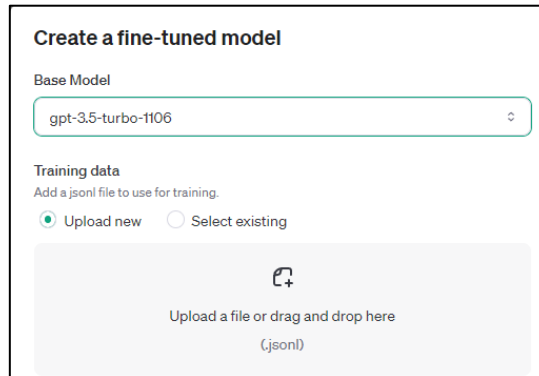 Create a fine-tuned model
Base Model
gpt-3.5-turbo-1106
Training data
Add a jsonl file to use for training.
Upload new Select existing
Upload a file or drag and drop here
(.jsonl)